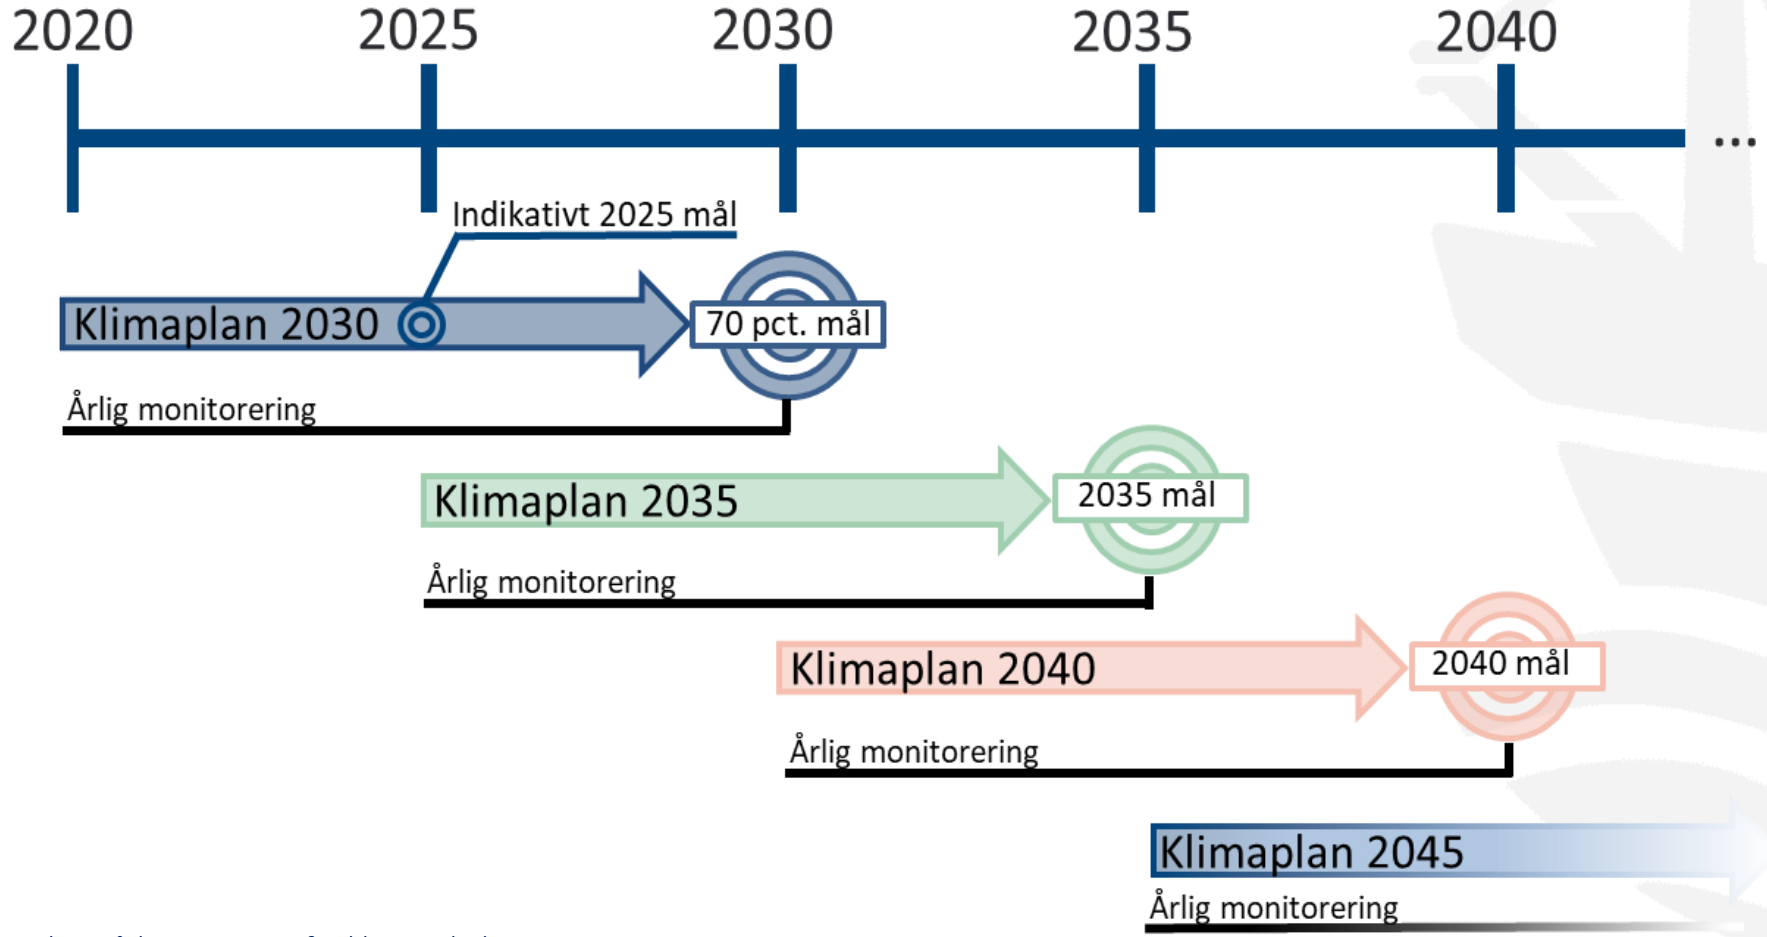 2020 2025 2030 2035 2040
...
Indikativt 2025 mål
Klimaplan 2030
70 pct. mål
Årlig monitorering
Klimaplan 2035
2035 mål
Årlig monitorering
Klimaplan 2040
2040 mål
Årlig monitorering
Klimaplan 2045
Årlig monitorering